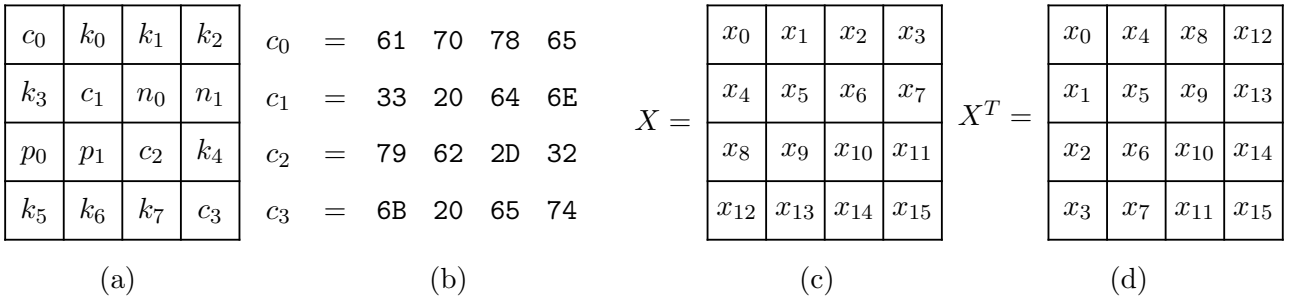 c0 k0 k1 k2
k3 c1 n0 n1
p0 p1 c2 k4
k5 k6 k7 c3
(a)
c0 = 61 70 78 65
c1 = 33 20 64 6E
c2 = 79 62 2D 32
c3 = 6B 20 65 74
(b)
X =
x0 x1 x2 x3
x4 x5 x6 x7
x8 x9 x10 x11
x12 x13 x14 x15
(c)
X^T =
x0 x4 x8 x12
x1 x5 x9 x13
x2 x6 x10 x14
x3 x7 x11 x15
(d)